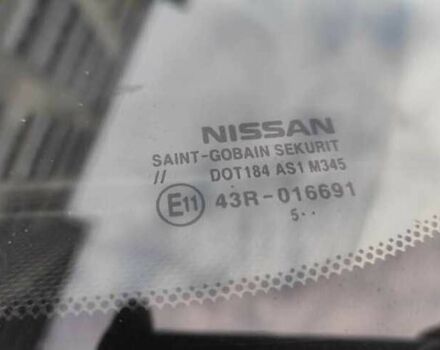 NISSAN
SAINT-GOBAIN SEKURIT
// DOT184 AS1 M345
E11 43R-016691
5··